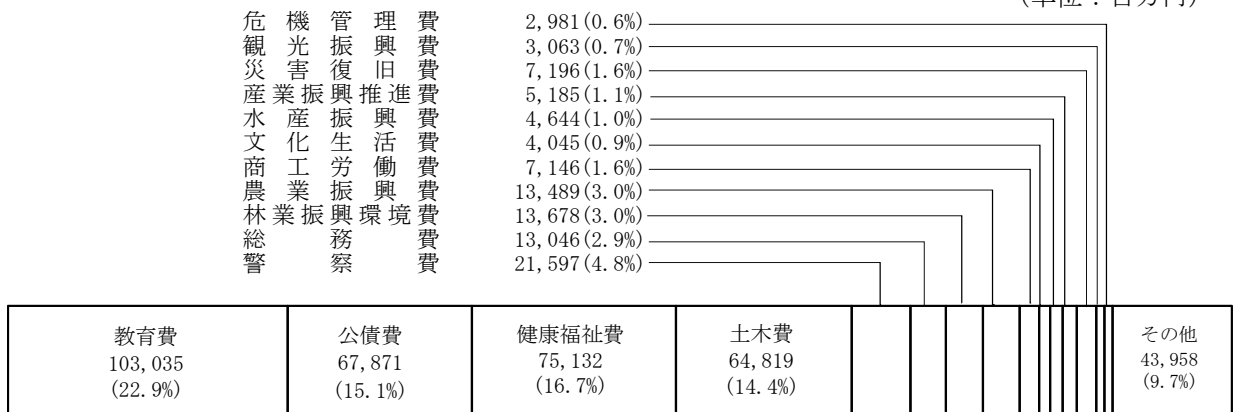 (単位：百万円)
危機管理費 2,981(0.6%)
観光振興費 3,063(0.7%)
災害復旧費 7,196(1.6%)
産業振興推進費 5,185(1.1%)
水産振興費 4,644(1.0%)
文化生活費 4,045(0.9%)
商工労働費 7,146(1.6%)
農業振興費 13,489(3.0%)
林業振興環境費 13,678(3.0%)
総務費 13,046(2.9%)
警察費 21,597(4.8%)
教育費
103,035
(22.9%)
公債費
67,871
(15.1%)
健康福祉費
75,132
(16.7%)
土木費
64,819
(14.4%)
その他
43,958
(9.7%)